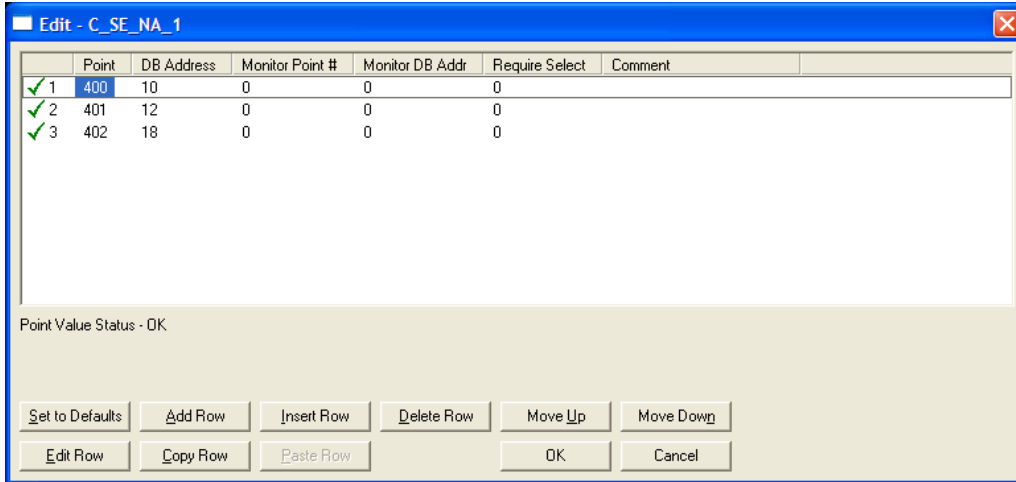 Edit - C_SE_NA_1
Point DB Address Monitor Point # Monitor DB Addr Require Select Comment
1 400 10 0 0 0
2 401 12 0 0 0
3 402 18 0 0 0
Point Value Status - OK
Set to Defaults Add Row Insert Row Delete Row Move Up Move Down
Edit Row Copy Row Paste Row OK Cancel